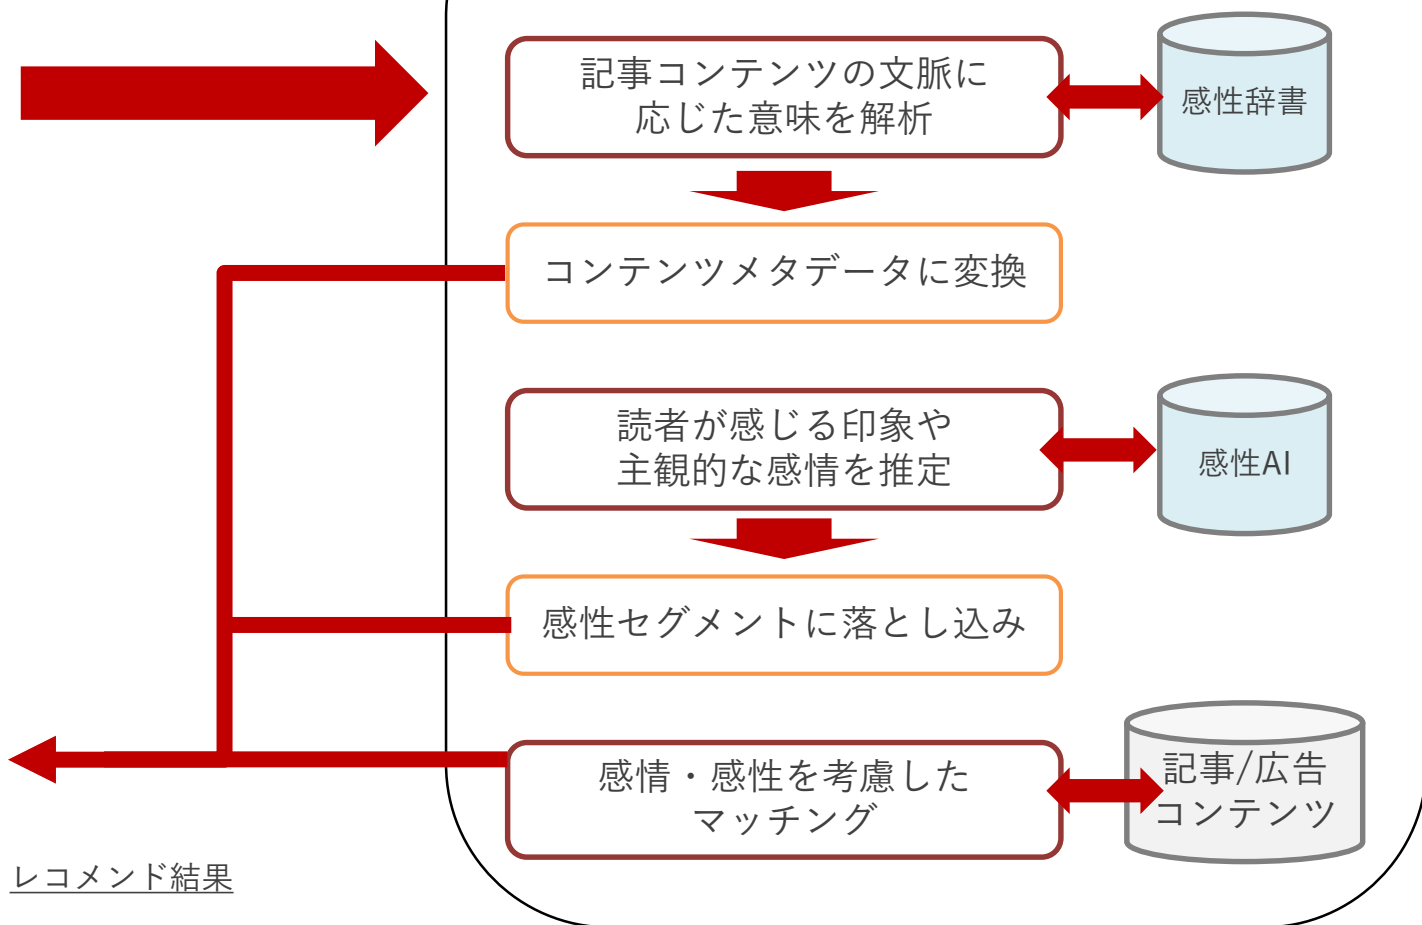 記事コンテンツの文脈に
応じた意味を解析
感性辞書
コンテンツメタデータに変換
読者が感じる印象や
主観的な感情を推定
感性AI
感性セグメントに落とし込み
感情・感性を考慮した
マッチング
記事/広告
コンテンツ
レコメンド結果